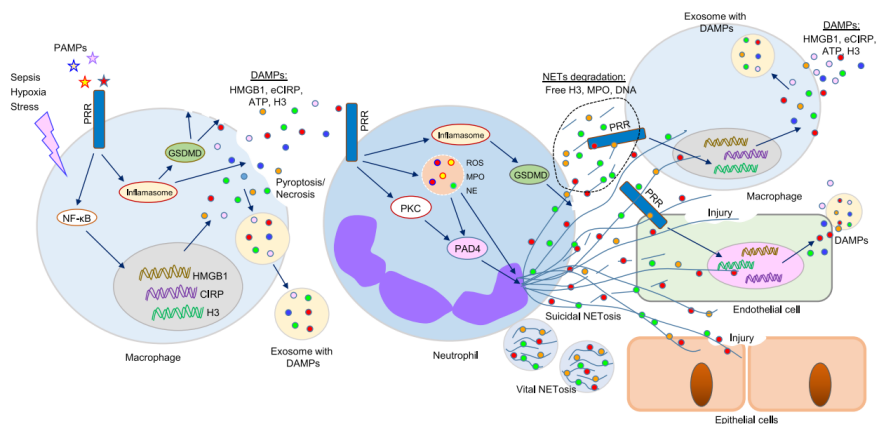 PAMPs
Sepsis
Hypoxia
Stress
PRR
GSDMD
Inflamasome
NF-κB
HMGB1
CIRP
H3
Macrophage
DAMPs:
HMGB1, eCIRP,
ATP, H3
Pyroptosis/
Necrosis
Exosome with
DAMPs
PRR
Inflamasome
ROS
MPO
NE
GSDMD
PKC
PAD4
Neutrophil
NETs degradation:
Free H3, MPO, DNA
PRR
Suicidal NETosis
Vital NETosis
Exosome with
DAMPs
DAMPs:
HMGB1, eCIRP,
ATP, H3
Macrophage
PRR
Injury
DAMPs
Endothelial cell
Injury
Epithelial cells